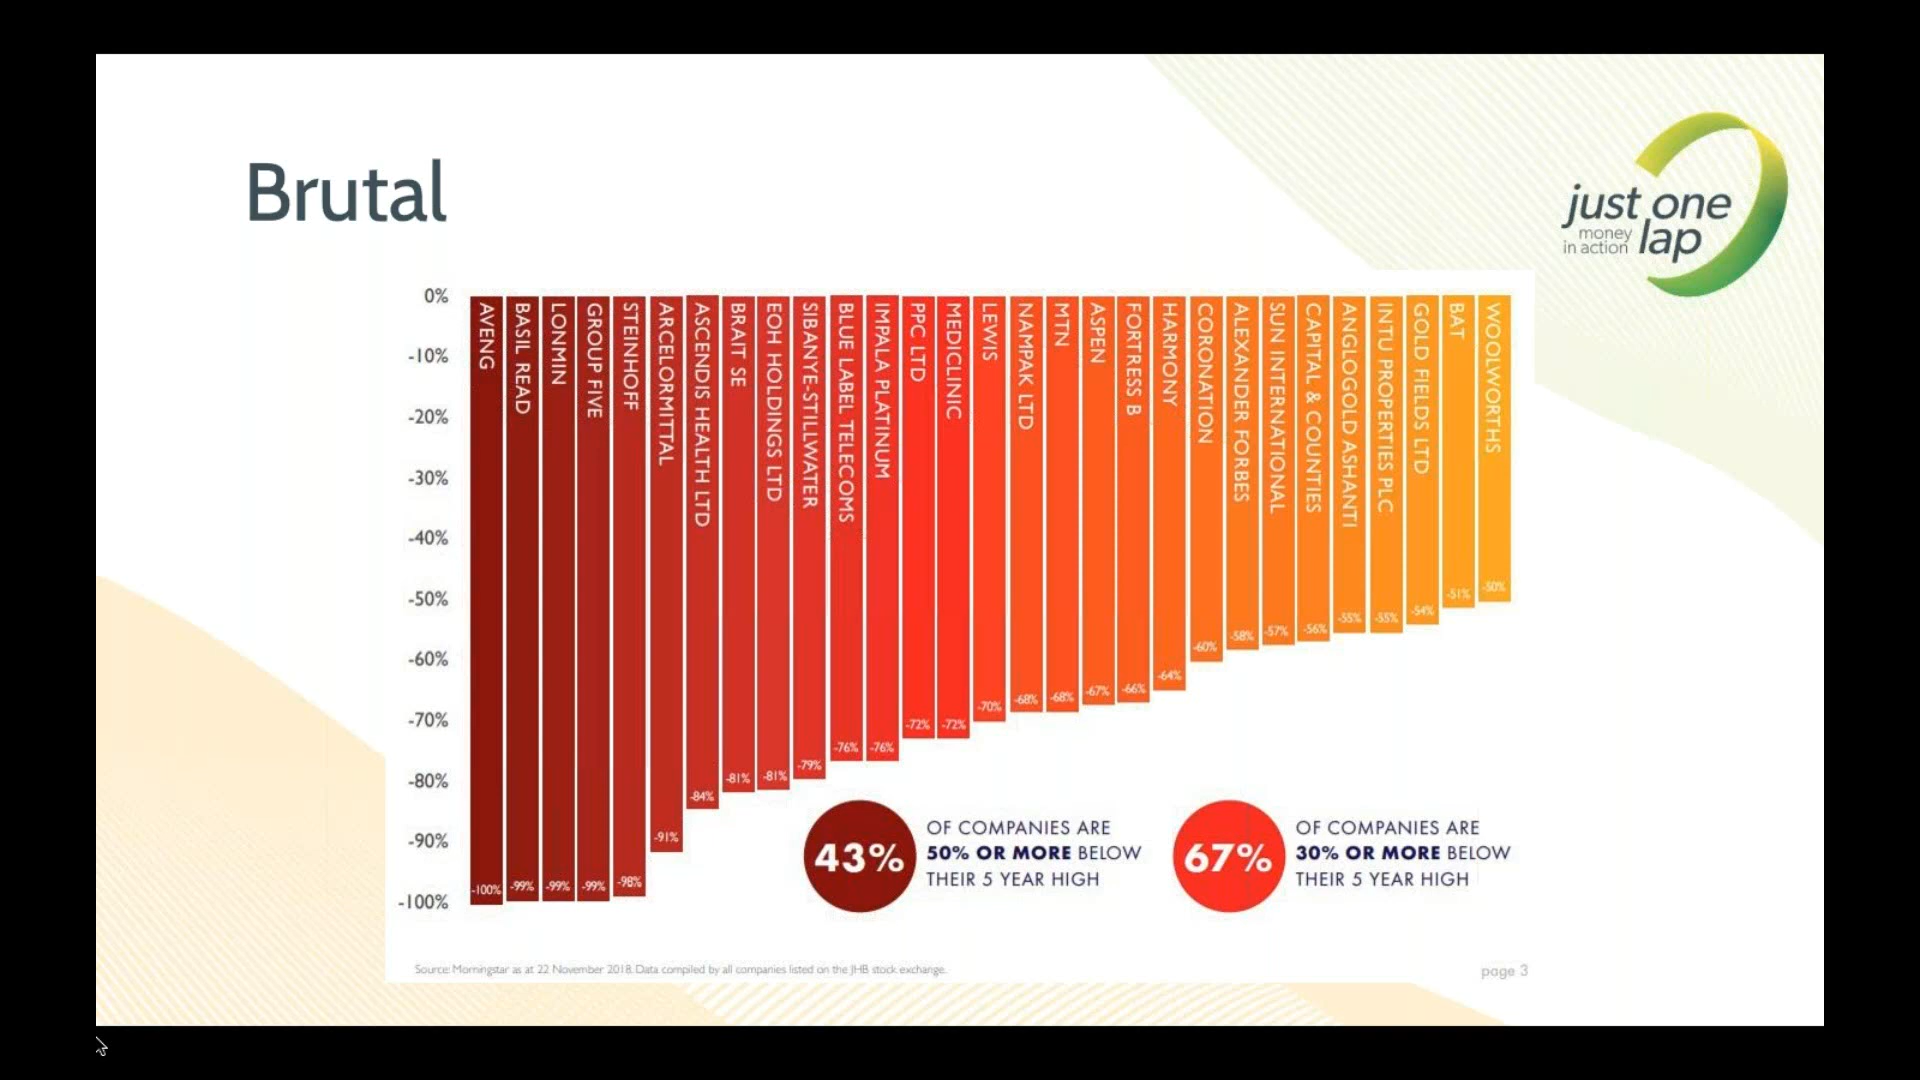 Brutal
just one
money
in action
lap
0%
-10%
-20%
-30%
-40%
-50%
-60%
-70%
-80%
-90%
-100%
AVENG
BASIL READ
LONMIN
GROUP FIVE
STEINHOFF
ARCELORMITTAL
ASCENDIS HEALTH LTD
BRAIT SE
EOH HOLDINGS LTD
SIBANYE-STILLWATER
BLUE LABEL TELECOMS
IMPALA PLATINUM
PPC LTD
MEDICLINIC
LEWIS
NAMPAK LTD
MTN
ASPEN
FORTRESS B
HARMONY
CORONATION
ALEXANDER FORBES
SUN INTERNATIONAL
CAPITAL & COUNTIES
ANGLOGOLD ASHANTI
INTU PROPERTIES PLC
GOLD FIELDS LTD
BAT
WOOLWORTHS
-100%
-99%
-99%
-99%
-98%
-91%
-84%
-81%
-81%
-79%
-76%
-76%
-72%
-72%
-70%
-68%
-68%
-67%
-66%
-64%
-60%
-58%
-57%
-56%
-55%
-55%
-54%
-51%
-50%
43%
OF COMPANIES ARE
50% OR MORE BELOW
THEIR 5 YEAR HIGH
67%
OF COMPANIES ARE
30% OR MORE BELOW
THEIR 5 YEAR HIGH
Source: Morningstar as at 22 November 2018. Data compiled by all companies listed on the JHB stock exchange.
page 3